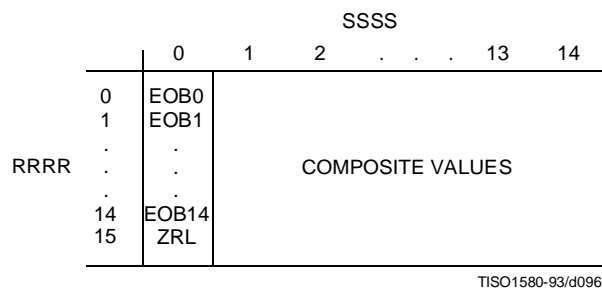 SSSS
0 1 2 . . . 13 14
0 EOB0
1 EOB1
. .
RRRR . . COMPOSITE VALUES
. .
14 EOB14
15 ZRL
TISO1580-93/d096